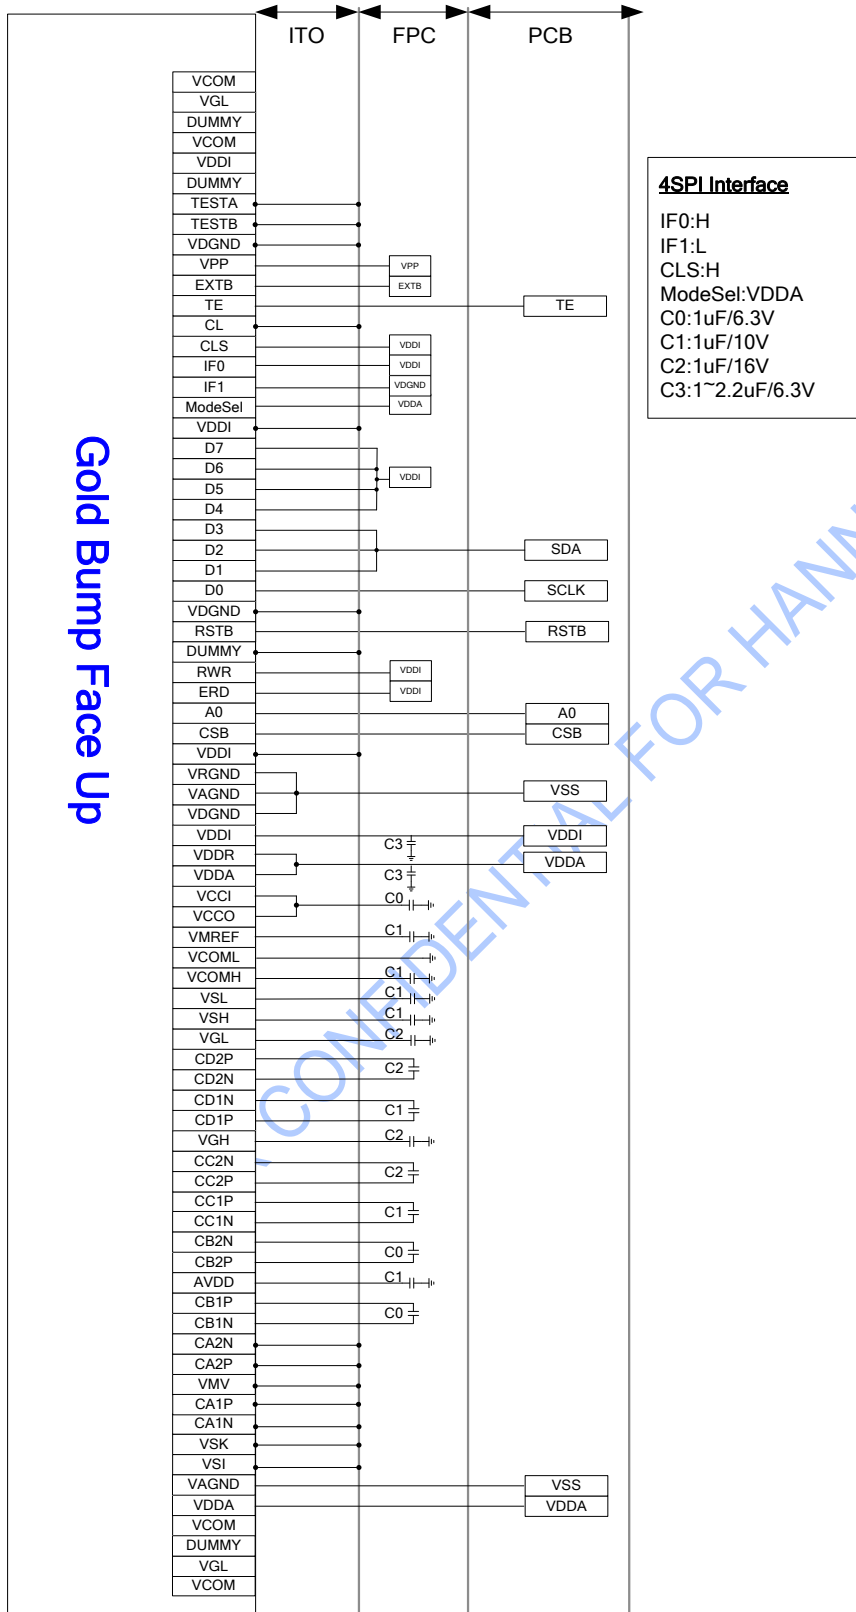 ITO FPC PCB
VCOM
VGL
DUMMY
VCOM
VDDI
DUMMY
TESTA
TESTB
VDGND
VPP VPP
EXTB EXTB
TE TE
CL
CLS VDDI
IF0 VDDI
IF1 VDGND
ModeSel VDDA
VDDI
D7
D6
VDDI
D5
D4
D3
D2 SDA
D1
D0 SCLK
VDGND
RSTB RSTB
DUMMY
RWR VDDI
ERD VDDI
A0 A0
CSB CSB
VDDI
VRGND
VAGND VSS
VDGND
VDDI VDDI
C3
VDDR VDDA
VDDA C3
VCCI C0
VCCO
VMREF C1
VCOML
VCOMH C1
VSL C1
VSH C1
VGL C2
CD2P
C2
CD2N
CD1N
C1
CD1P
VGH C2
CC2N
C2
CC2P
CC1P
C1
CC1N
CB2N
C0
CB2P
AVDD C1
CB1P
C0
CB1N
CA2N
CA2P
VMV
CA1P
CA1N
VSK
VSI
VAGND VSS
VDDA VDDA
VCOM
DUMMY
VGL
VCOM
Gold Bump Face Up
4SPI Interface
IF0:H
IF1:L
CLS:H
ModeSel:VDDA
C0:1uF/6.3V
C1:1uF/10V
C2:1uF/16V
C3:1~2.2uF/6.3V
CONFIDENTIAL FOR HANN